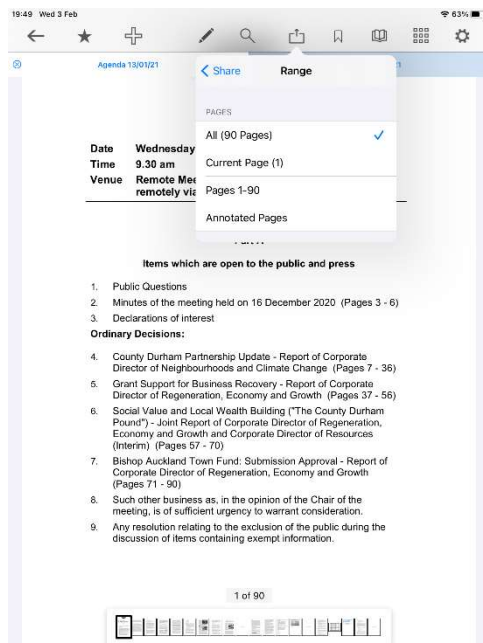 19:49 Wed 3 Feb
63%
Agenda 13/01/21
Share
Range
PAGES
All (90 Pages)
Current Page (1)
Pages 1-90
Annotated Pages
Date Wednesday
Time 9.30 am
Venue Remote Mee
remotely via
Items which are open to the public and press
1. Public Questions
2. Minutes of the meeting held on 16 December 2020 (Pages 3 - 6)
3. Declarations of interest
Ordinary Decisions:
4. County Durham Partnership Update - Report of Corporate
Director of Neighbourhoods and Climate Change (Pages 7 - 36)
5. Grant Support for Business Recovery - Report of Corporate
Director of Regeneration, Economy and Growth (Pages 37 - 56)
6. Social Value and Local Wealth Building ("The County Durham
Pound") - Joint Report of Corporate Director of Regeneration,
Economy and Growth and Corporate Director of Resources
(Interim) (Pages 57 - 70)
7. Bishop Auckland Town Fund: Submission Approval - Report of
Corporate Director of Regeneration, Economy and Growth
(Pages 71 - 90)
8. Such other business as, in the opinion of the Chair of the
meeting, is of sufficient urgency to warrant consideration.
9. Any resolution relating to the exclusion of the public during the
discussion of items containing exempt information.
1 of 90